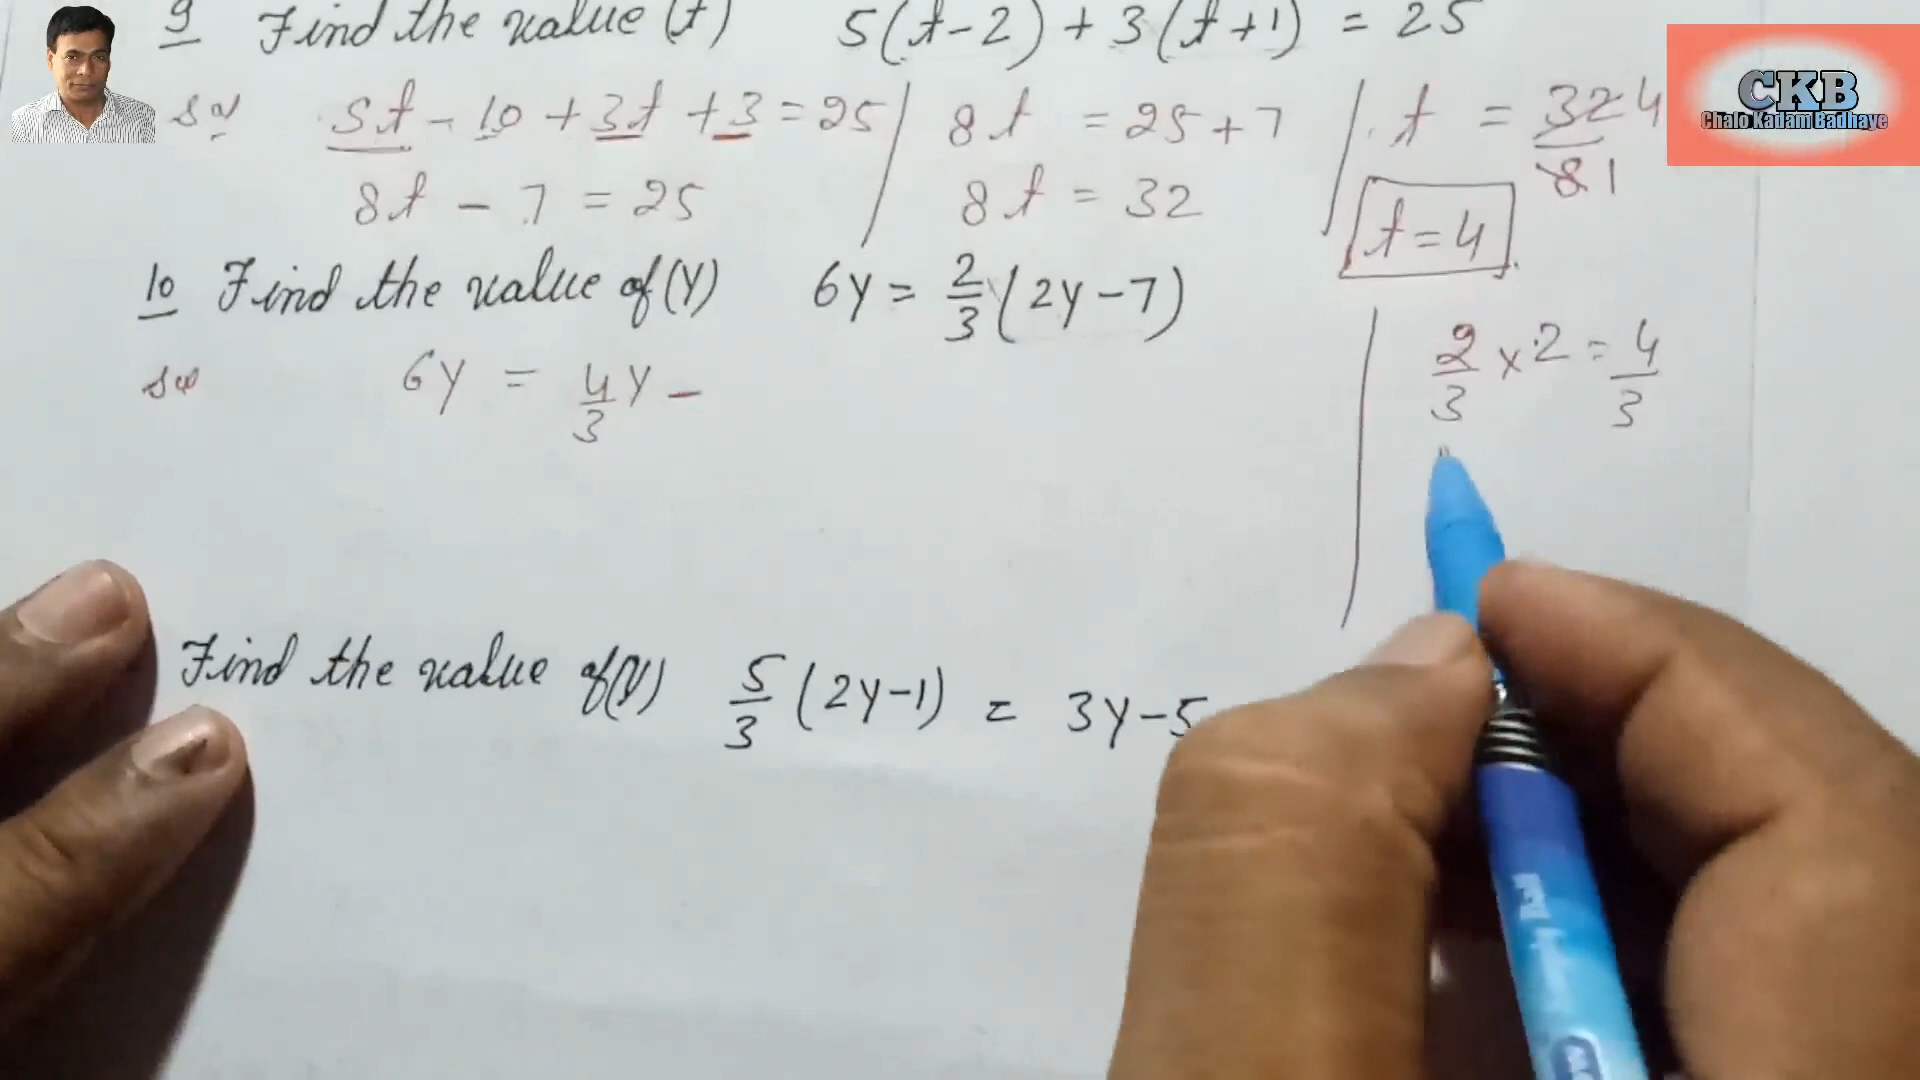 9 Find the value (t) 5(t-2) + 3(t+1) = 25
5t - 10 + 3t + 3 = 25 8t = 25 + 7 t = 32 4
8 1
8t - 7 = 25 8t = 32 t = 4
10 Find the value of (Y) 6Y = 2/3 (2Y - 7)
6Y = 4/3 Y - 2/3 × 2 = 4/3
Find the value of (Y) 5/3 (2Y-1) = 3Y-5
CKB
Chalo Kadam Badhaye